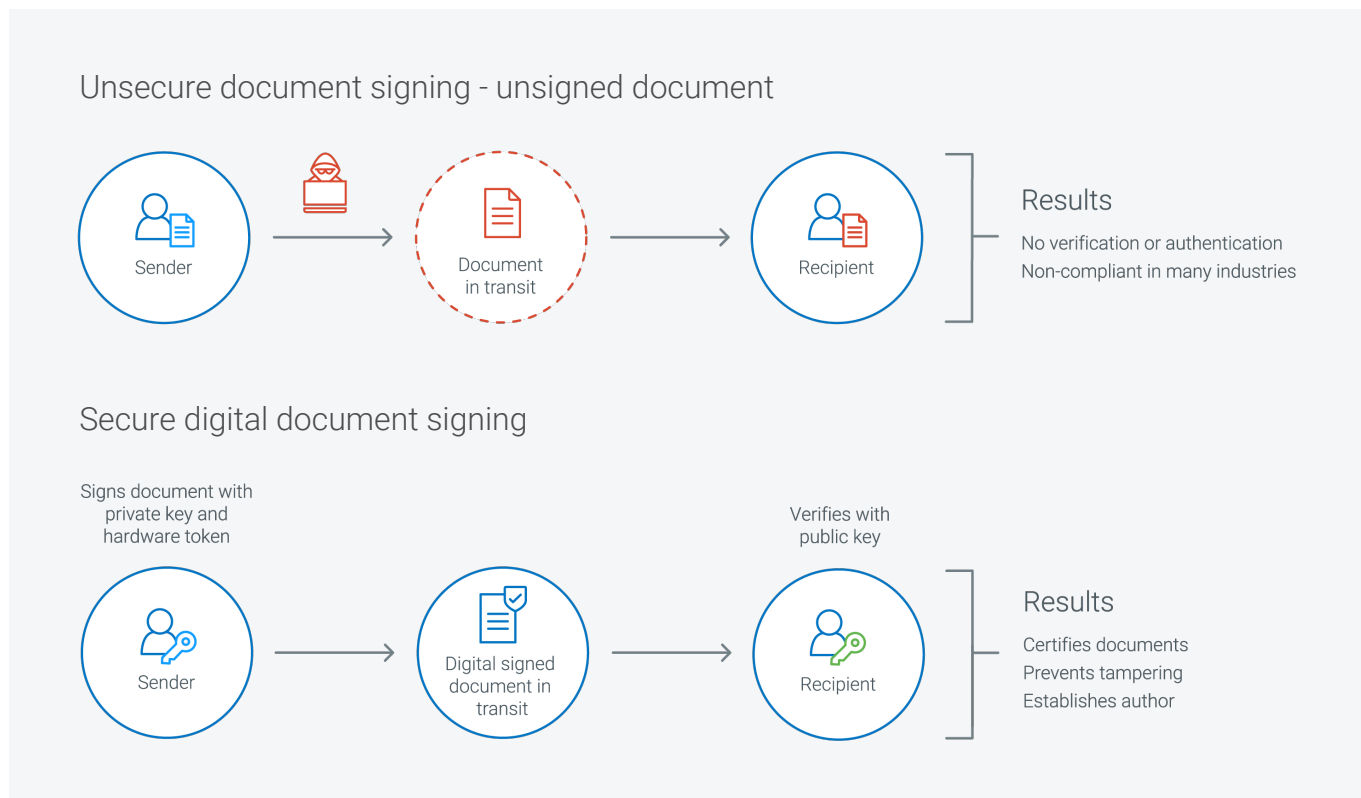 Unsecure document signing - unsigned document
Sender
Document
in transit
Recipient
Results
No verification or authentication
Non-compliant in many industries
Secure digital document signing
Signs document with
private key and
hardware token
Verifies with
public key
Sender
Digital signed
document in
transit
Recipient
Results
Certifies documents
Prevents tampering
Establishes author